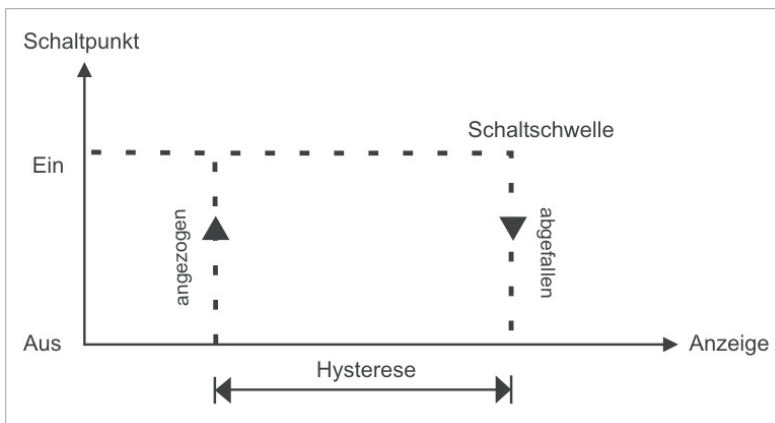 Schaltpunkt
Schaltschwelle
Ein
angezogen
abgefallen
Aus
Anzeige
Hysterese